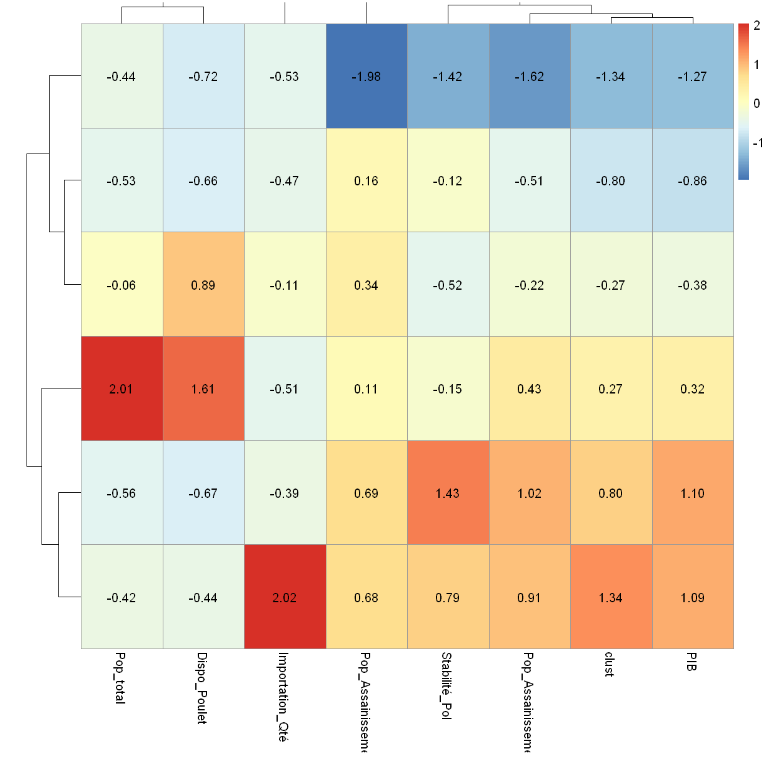 -0.44 -0.72 -0.53 -1.98 -1.42 -1.62 -1.34 -1.27
-0.53 -0.66 -0.47 0.16 -0.12 -0.51 -0.80 -0.86
-0.06 0.89 -0.11 0.34 -0.52 -0.22 -0.27 -0.38
2.01 1.61 -0.51 0.11 -0.15 0.43 0.27 0.32
-0.56 -0.67 -0.39 0.69 1.43 1.02 0.80 1.10
-0.42 -0.44 2.02 0.68 0.79 0.91 1.34 1.09
2
1
0
-1
Pop_total
Dispo_Poulet
Importation_Qté
Pop_Assainisseme
Stabilité_Pol
Pop_Assainisseme
clust
PIB